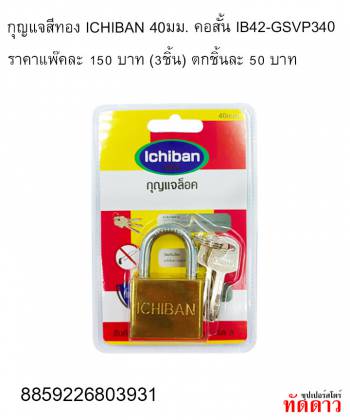 กุญแจสีทอง ICHIBAN 40มม. คอสั้น IB42-GSVP340
ราคาแพ๊คละ 150 บาท (3ชิ้น) ตกชิ้นละ 50 บาท
40mm
Ichiban
กุญแจล็อค
ICHIBAN
8859226803931
ซุปเปอร์สโตร์
ทัดดาว